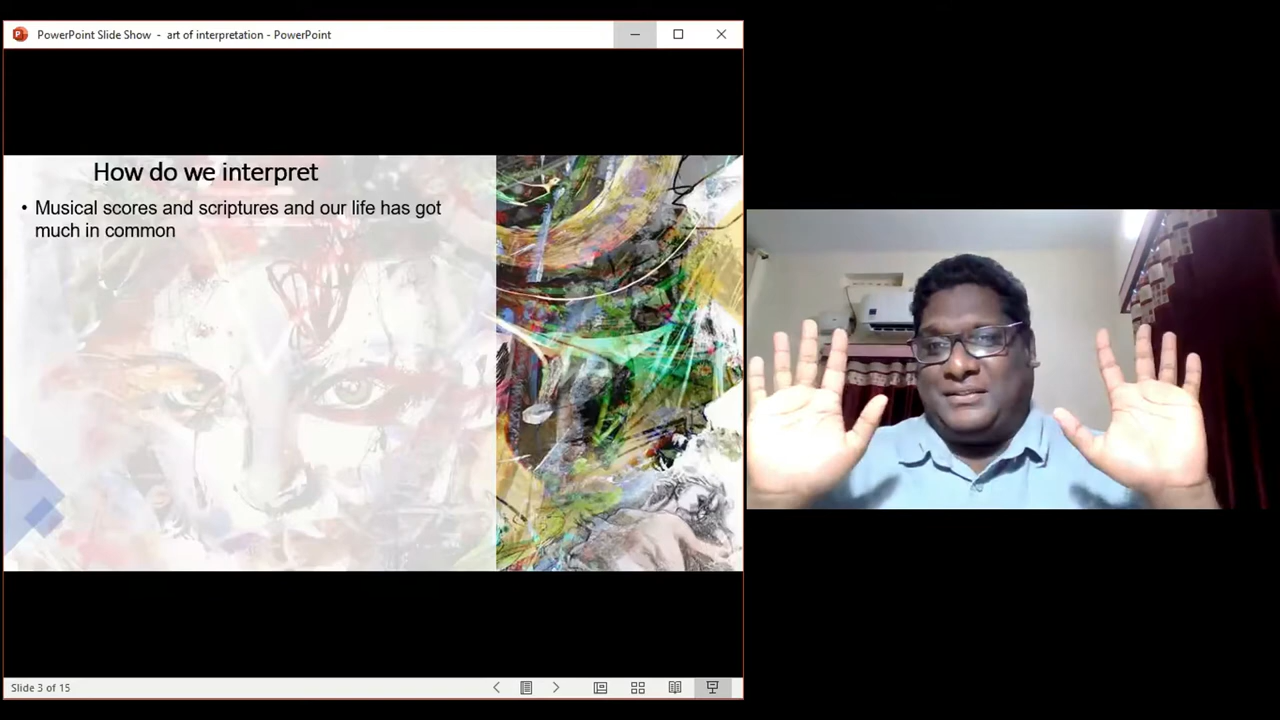 PowerPoint Slide Show - art of interpretation - PowerPoint
How do we interpret
• Musical scores and scriptures and our life has got
much in common
Slide 3 of 15